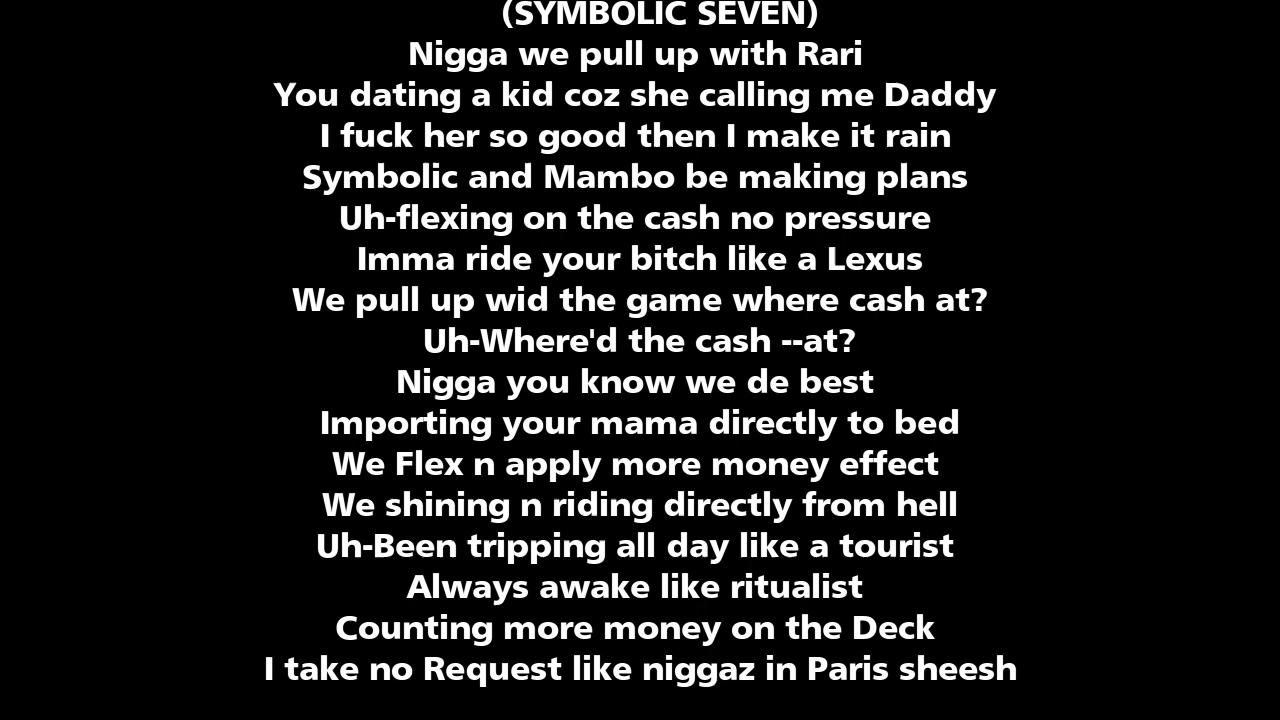 (SYMBOLIC SEVEN)
Nigga we pull up with Rari
You dating a kid coz she calling me Daddy
I fuck her so good then I make it rain
Symbolic and Mambo be making plans
Uh-flexing on the cash no pressure
Imma ride your bitch like a Lexus
We pull up wid the game where cash at?
Uh-Where'd the cash --at?
Nigga you know we de best
Importing your mama directly to bed
We Flex n apply more money effect
We shining n riding directly from hell
Uh-Been tripping all day like a tourist
Always awake like ritualist
Counting more money on the Deck
I take no Request like niggaz in Paris sheesh